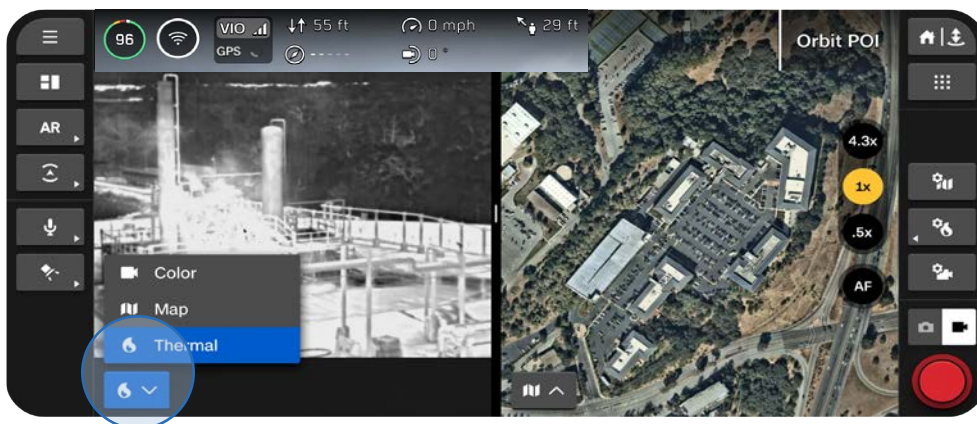 96
VIO
GPS
55 ft
-----
0 mph
0 °
29 ft
Orbit POI
AR
4.3x
1x
.5x
AF
Color
Map
Thermal